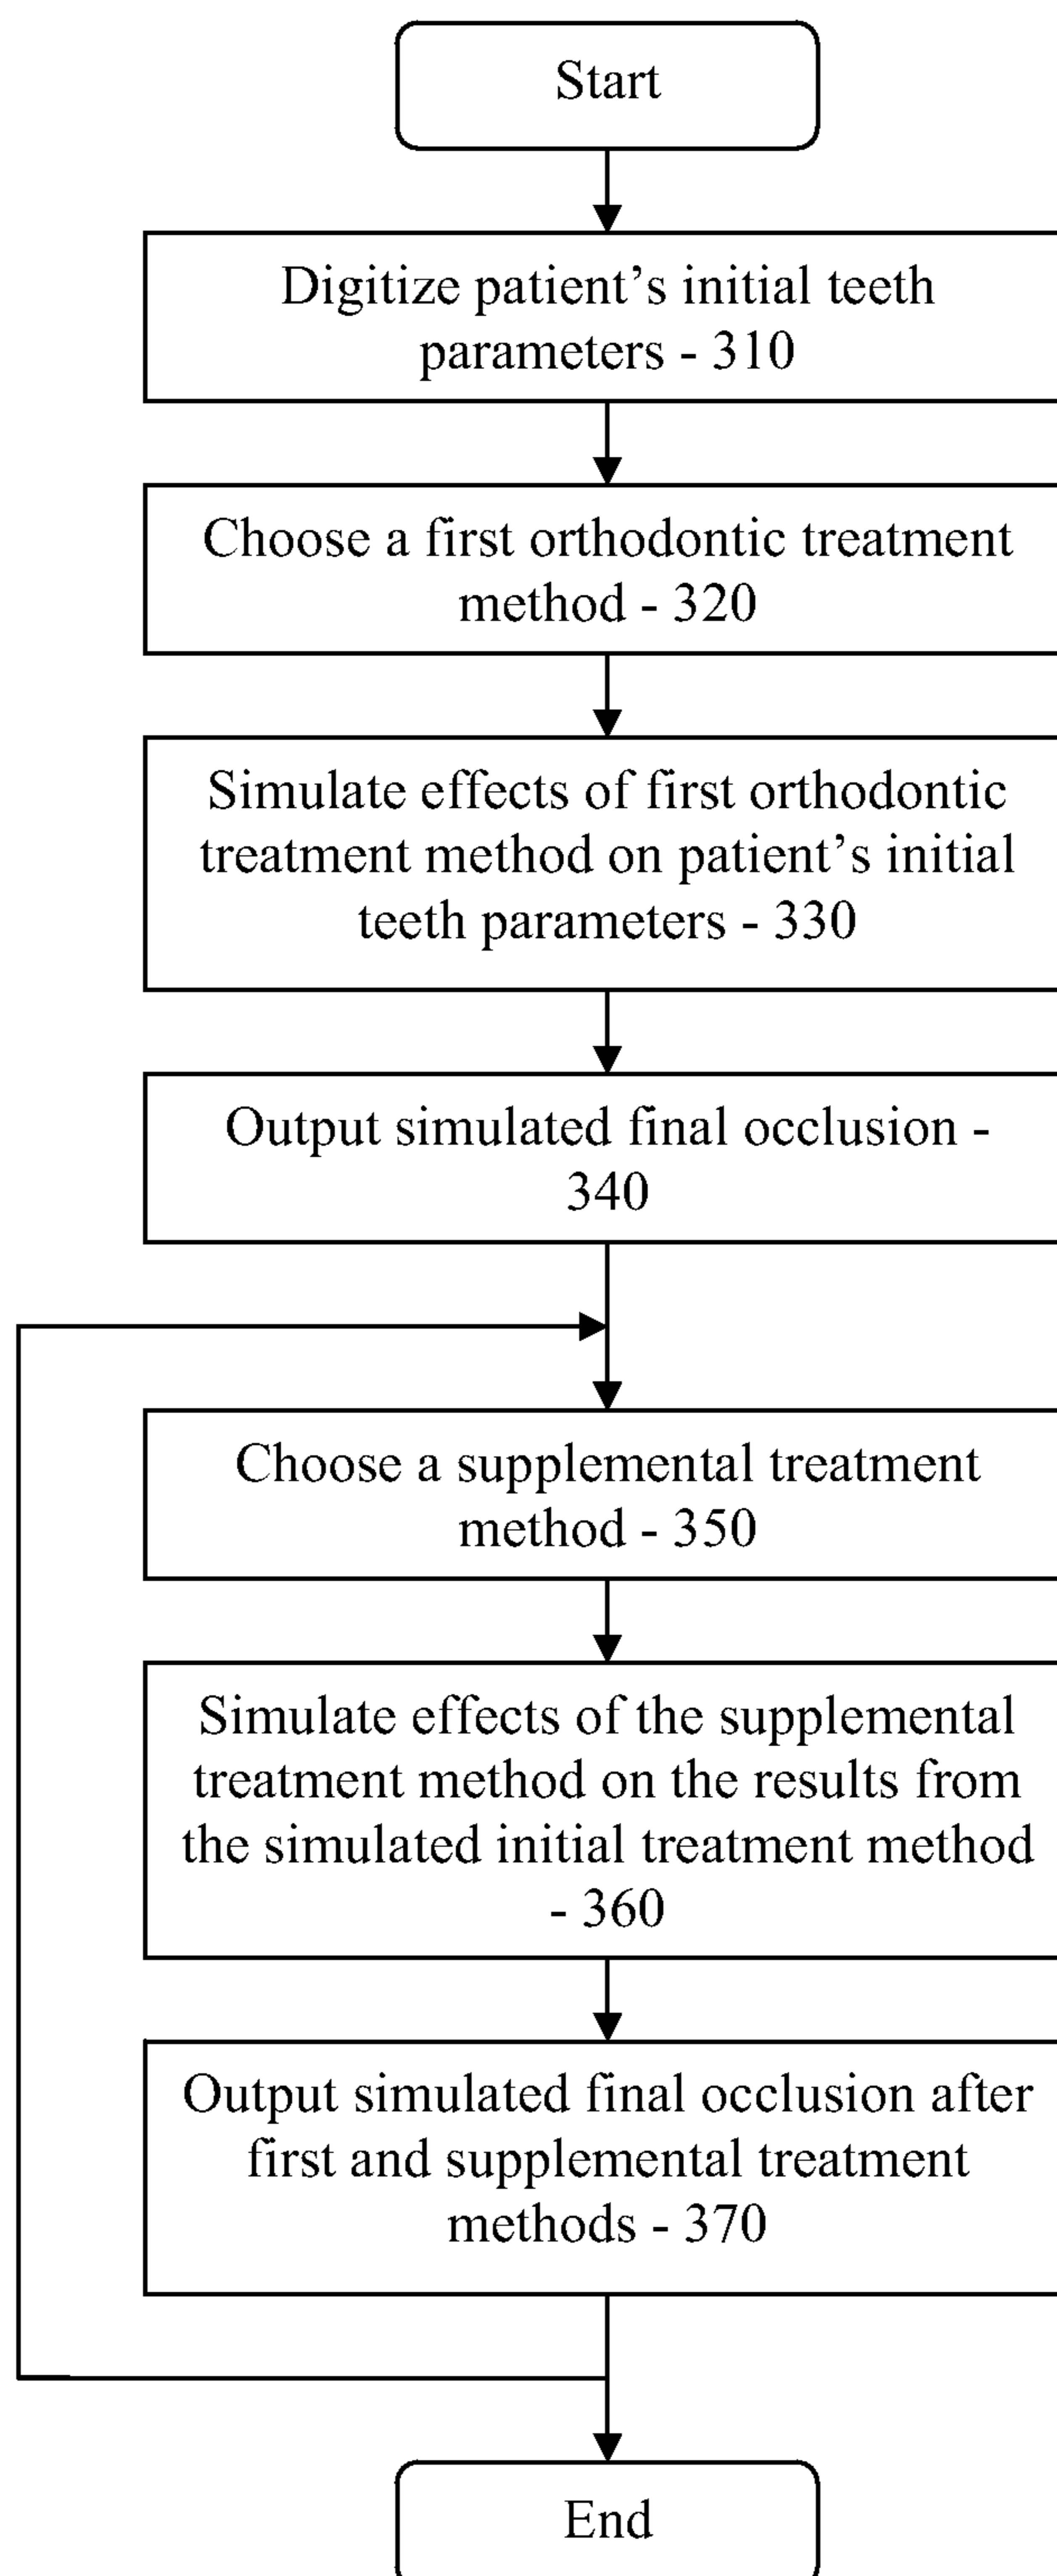 Start
Digitize patient’s initial teeth
parameters - 310
Choose a first orthodontic treatment
method - 320
Simulate effects of first orthodontic
treatment method on patient’s initial
teeth parameters - 330
Output simulated final occlusion -
340
Choose a supplemental treatment
method - 350
Simulate effects of the supplemental
treatment method on the results from
the simulated initial treatment method
- 360
Output simulated final occlusion after
first and supplemental treatment
methods - 370
End